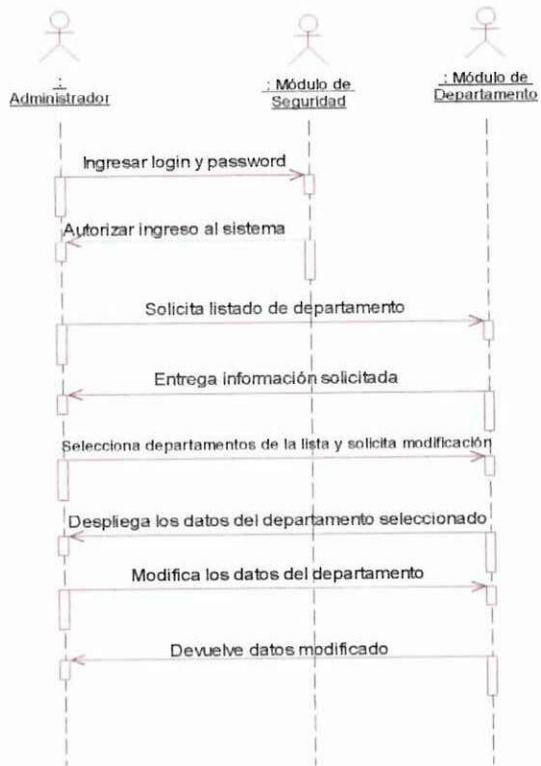 :
Administrador
: Módulo de
Seguridad
: Módulo de
Departamento
Ingresar login y password
Autorizar ingreso al sistema
Solicita listado de departamento
Entrega información solicitada
Selecciona departamentos de la lista y solicita modificación
Despliega los datos del departamento seleccionado
Modifica los datos del departamento
Devuelve datos modificado